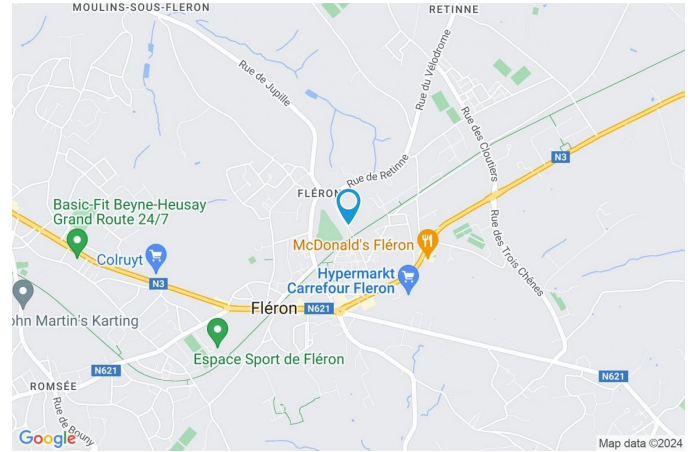 MOULINS-SOUS-FLERON
RETINNE
Rue de Jupille
Rue du Vélodrome
Rue des Cloutiers
N3
Rue de Retinne
FLÉRON
Basic-Fit Beyne-Heusay
Grand Route 24/7
Rue des Trois Chênes
McDonald's Fléron
Colruyt
Hypermarkt
Carrefour Fleron
N3
ohn Martin's Karting
Fléron
N621
Espace Sport de Fléron
N621
N621
ROMSÉE
Rue de Bouny
Google
Map data ©2024